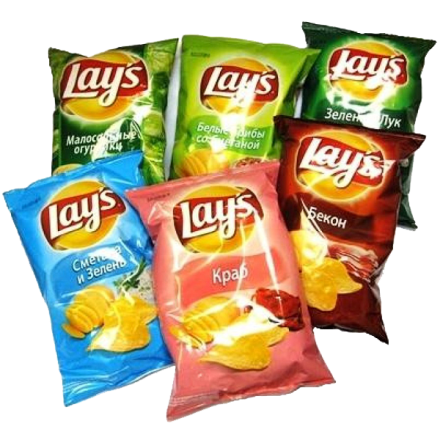 Lay's
Малосольные
огурчики
Lay's
Белые грибы
со сметаной
Lay's
Зеленый Лук
Lay's
Сметана
и Зелень
Lay's
Краб
Lay's
Бекон